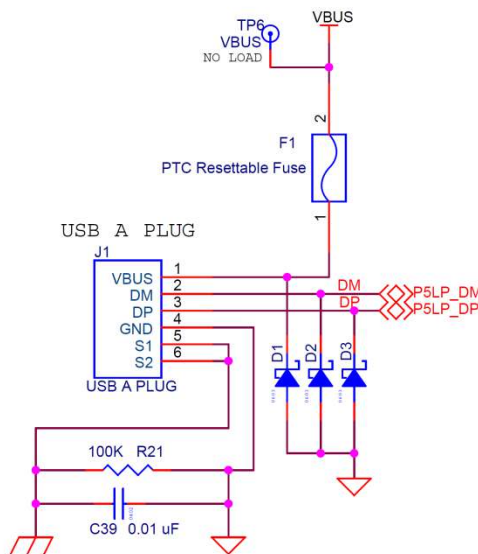 TP6
VBUS
VBUS
NO LOAD
2
F1
PTC Resettable Fuse
1
USB A PLUG
J1
VBUS 1
DM 2
DP 3
GND 4
S1 5
S2 6
USB A PLUG
DM P5LP_DM
DP P5LP_DP
D1 D2 D3
100K R21
C39 0.01 uF